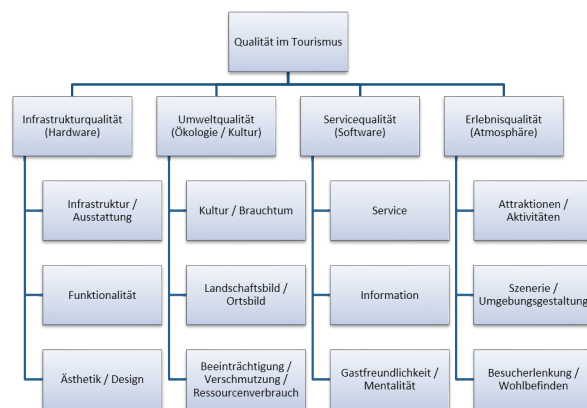 Qualität im Tourismus
Infrastrukturqualität
(Hardware)
Umweltqualität
(Ökologie / Kultur)
Servicequalität
(Software)
Erlebnisqualität
(Atmosphäre)
Infrastruktur /
Ausstattung
Kultur / Brauchtum
Service
Attraktionen /
Aktivitäten
Funktionalität
Landschaftsbild /
Ortsbild
Information
Szenerie /
Umgebungsgestaltung
Ästhetik / Design
Beeinträchtigung /
Verschmutzung /
Ressourcenverbrauch
Gastfreundlichkeit /
Mentalität
Besucherlenkung /
Wohlbefinden